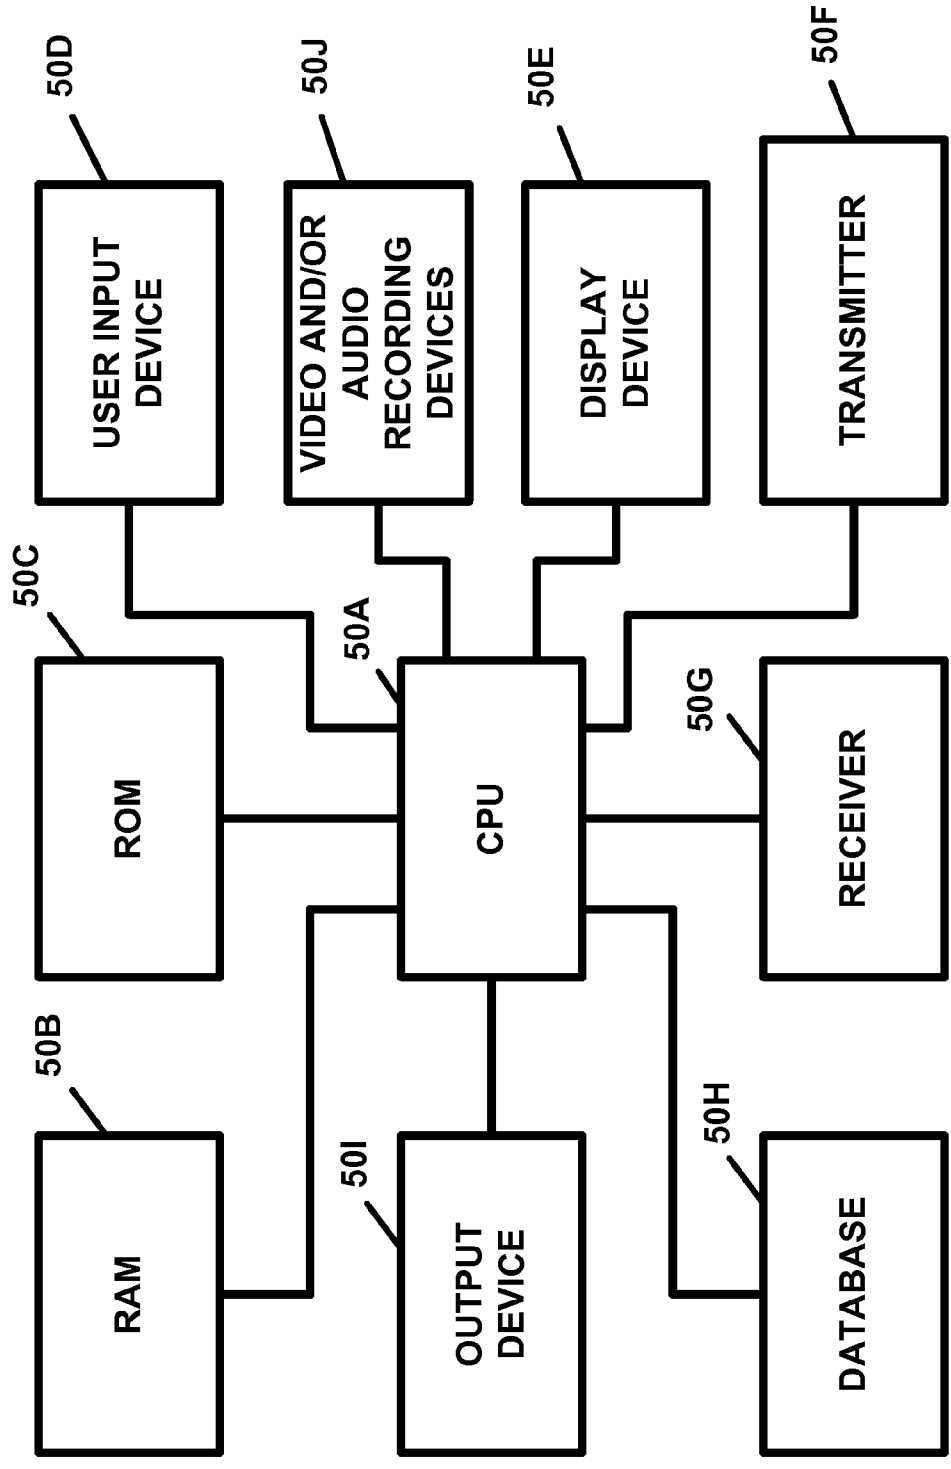 50B
RAM
50C
ROM
50D
USER INPUT
DEVICE
50I
OUTPUT
DEVICE
50A
CPU
50J
VIDEO AND/OR
AUDIO
RECORDING
DEVICES
50E
DISPLAY
DEVICE
50H
DATABASE
50G
RECEIVER
50F
TRANSMITTER